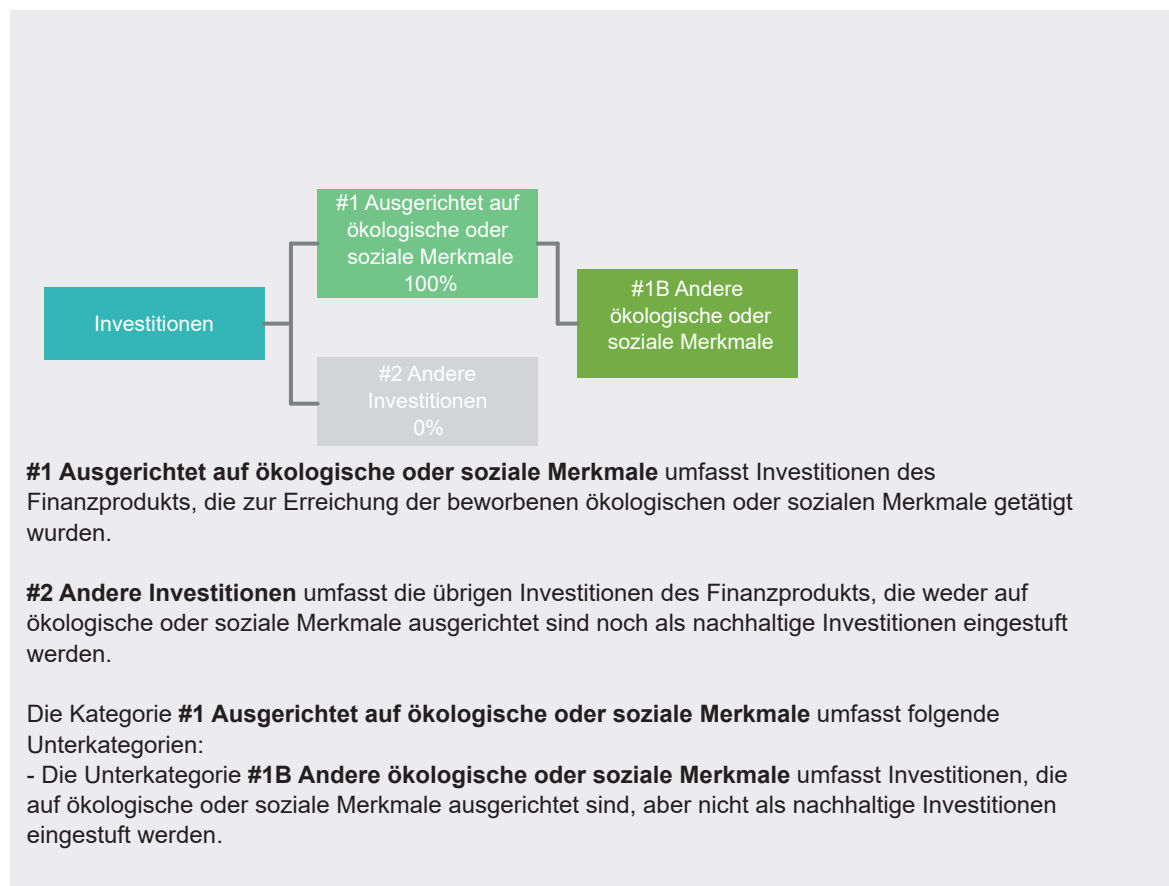 #1 Ausgerichtet auf
ökologische oder
soziale Merkmale
100%
Investitionen
#1B Andere
ökologische oder
soziale Merkmale
#2 Andere
Investitionen
0%
#1 Ausgerichtet auf ökologische oder soziale Merkmale umfasst Investitionen des
Finanzprodukts, die zur Erreichung der beworbenen ökologischen oder sozialen Merkmale getätigt
wurden.
#2 Andere Investitionen umfasst die übrigen Investitionen des Finanzprodukts, die weder auf
ökologische oder soziale Merkmale ausgerichtet sind noch als nachhaltige Investitionen eingestuft
werden.
Die Kategorie #1 Ausgerichtet auf ökologische oder soziale Merkmale umfasst folgende
Unterkategorien:
- Die Unterkategorie #1B Andere ökologische oder soziale Merkmale umfasst Investitionen, die
auf ökologische oder soziale Merkmale ausgerichtet sind, aber nicht als nachhaltige Investitionen
eingestuft werden.